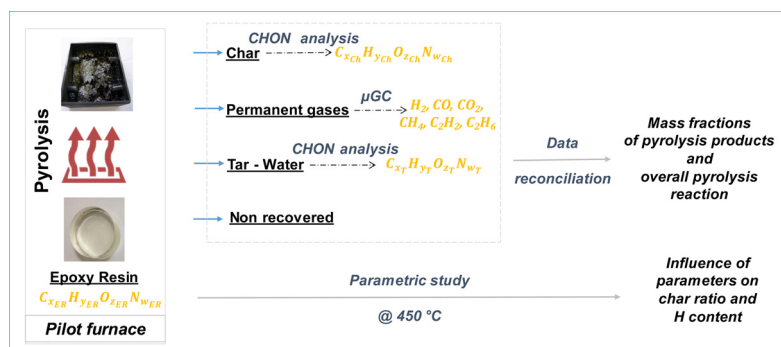 Pyrolysis
Epoxy Resin
C_{x_{ER}}H_{y_{ER}}O_{z_{ER}}N_{w_{ER}}
Pilot furnace
CHON analysis
Char
C_{x_{Ch}}H_{y_{Ch}}O_{z_{Ch}}N_{w_{Ch}}
µGC
Permanent gases
H₂, CO, CO₂,
CH₄, C₂H₂, C₂H₆
CHON analysis
Tar - Water
C_{x_T}H_{y_T}O_{z_T}N_{w_T}
Non recovered
Data
reconciliation
Mass fractions
of pyrolysis products
and
overall pyrolysis
reaction
Parametric study
@ 450 °C
Influence of
parameters on
char ratio and
H content